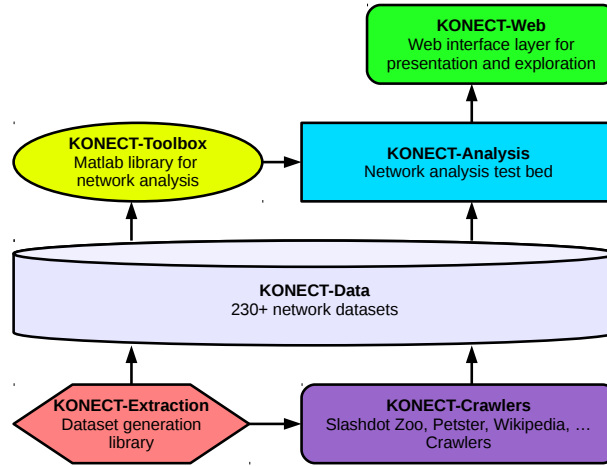 KONECT-Web
Web interface layer for
presentation and exploration
KONECT-Toolbox
Matlab library for
network analysis
KONECT-Analysis
Network analysis test bed
KONECT-Data
230+ network datasets
KONECT-Extraction
Dataset generation
library
KONECT-Crawlers
Slashdot Zoo, Petster, Wikipedia, …
Crawlers